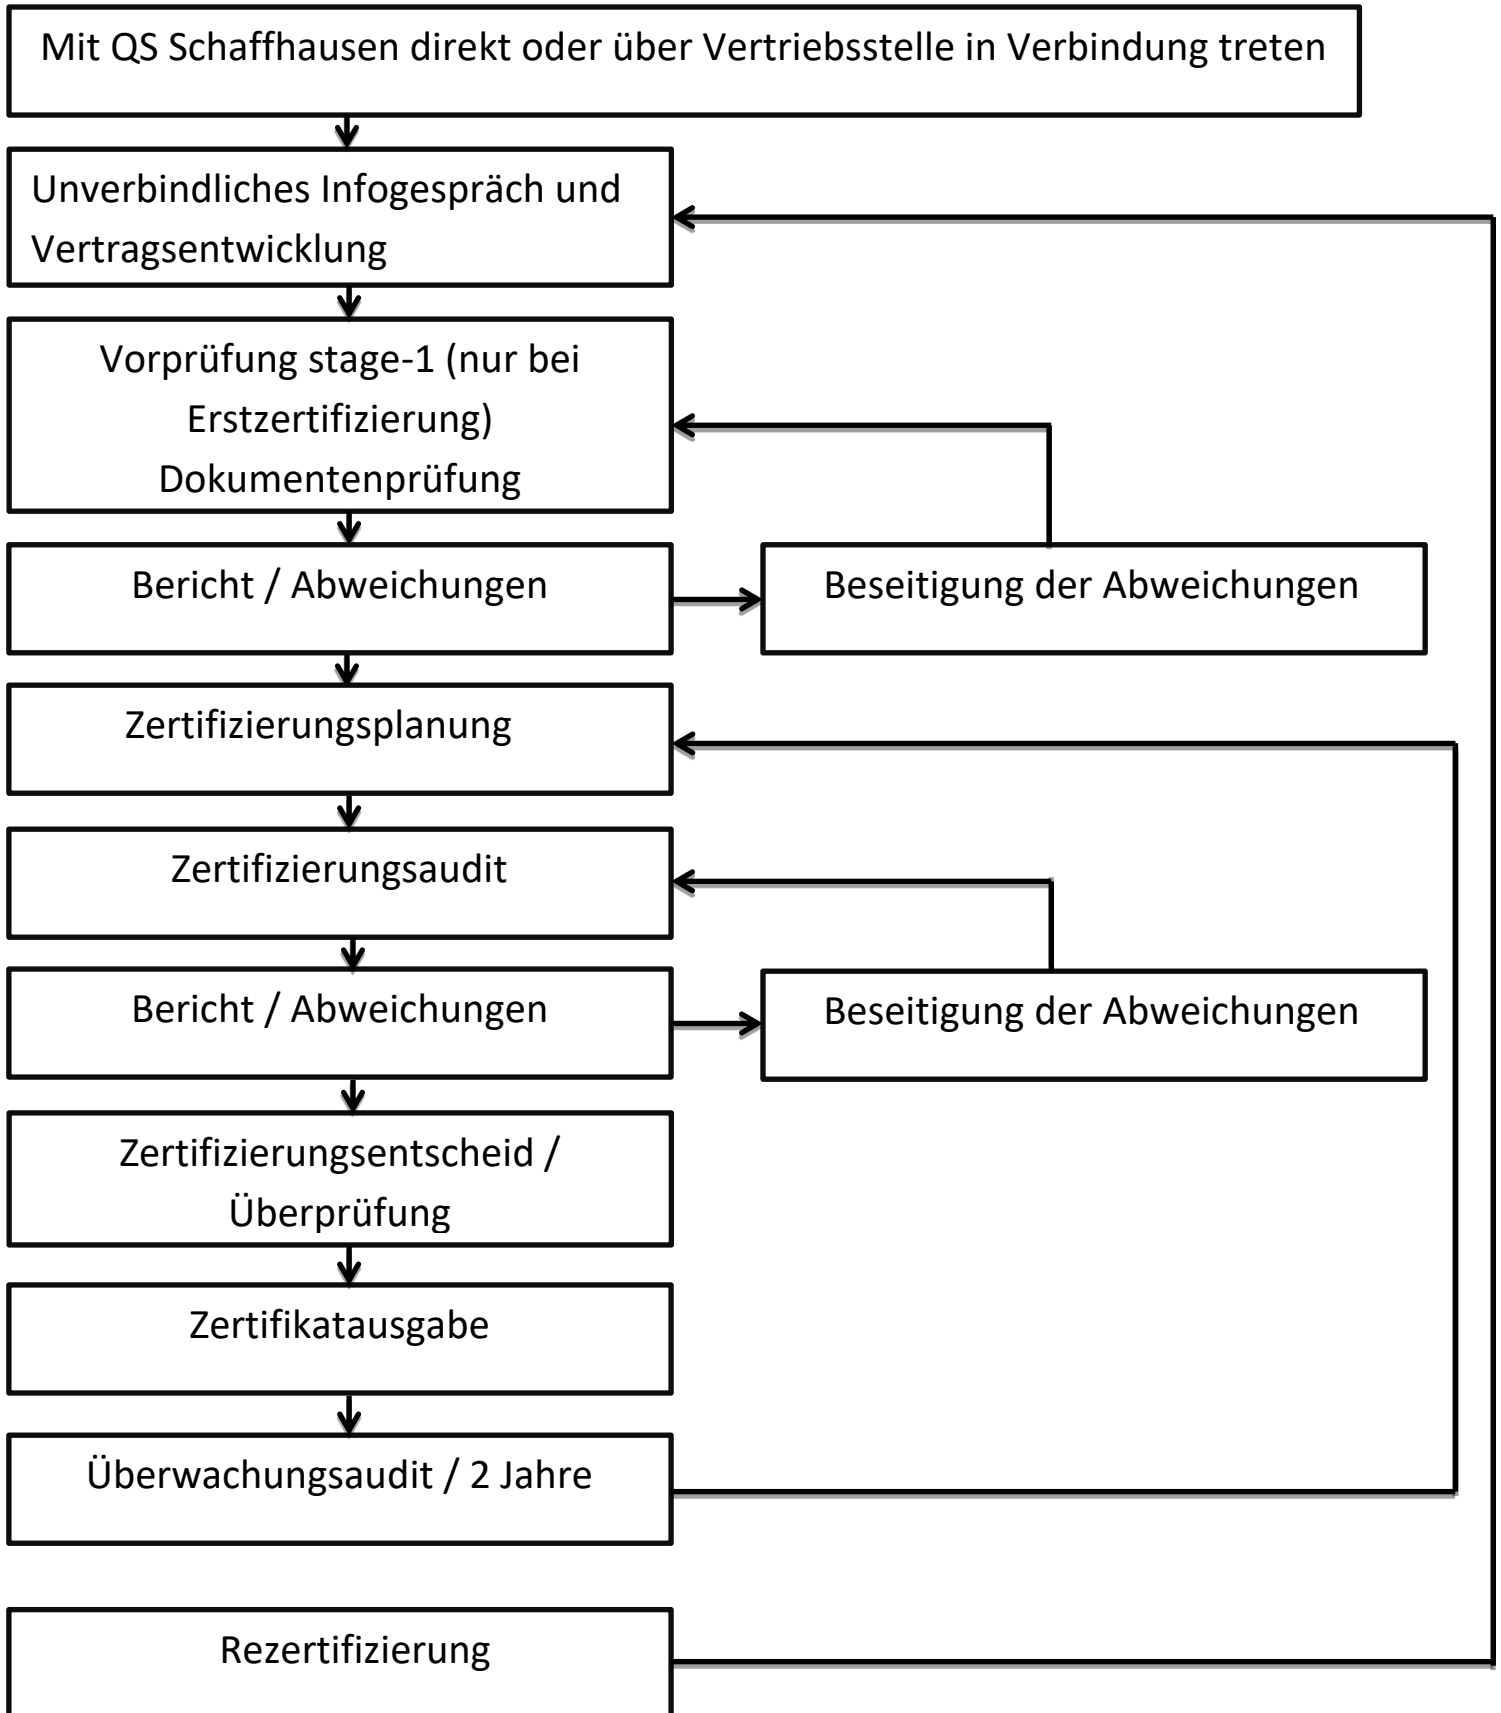 Mit QS Schaffhausen direkt oder über Vertriebsstelle in Verbindung treten
Unverbindliches Infogespräch und
Vertragsentwicklung
Vorprüfung stage-1 (nur bei
Erstzertifizierung)
Dokumentenprüfung
Bericht / Abweichungen
Beseitigung der Abweichungen
Zertifizierungsplanung
Zertifizierungsaudit
Bericht / Abweichungen
Beseitigung der Abweichungen
Zertifizierungsentscheid /
Überprüfung
Zertifikatausgabe
Überwachungsaudit / 2 Jahre
Rezertifizierung